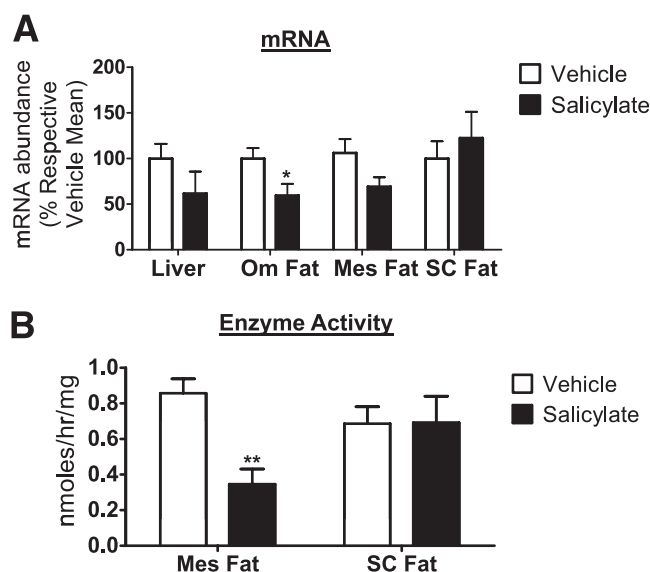 A
mRNA
mRNA abundance
(% Respective
Vehicle Mean)
200
150
100
50
0
*
Liver
Om Fat
Mes Fat
SC Fat
Vehicle
Salicylate
B
Enzyme Activity
nmoles/hr/mg
1.0
0.8
0.6
0.4
0.2
0.0
**
Mes Fat
SC Fat
Vehicle
Salicylate